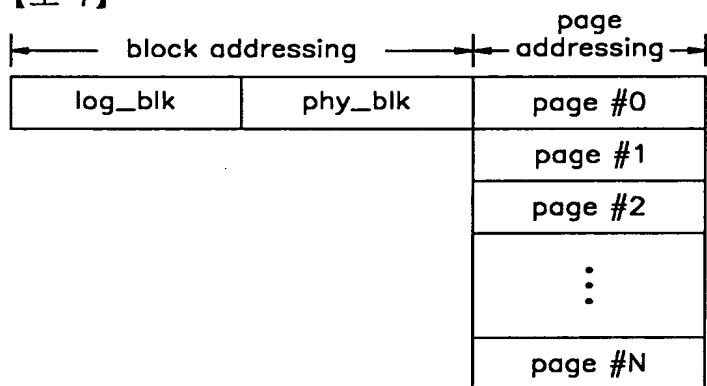 page
block addressing addressing
log_blk phy_blk page #0
page #1
page #2
⋮
page #N